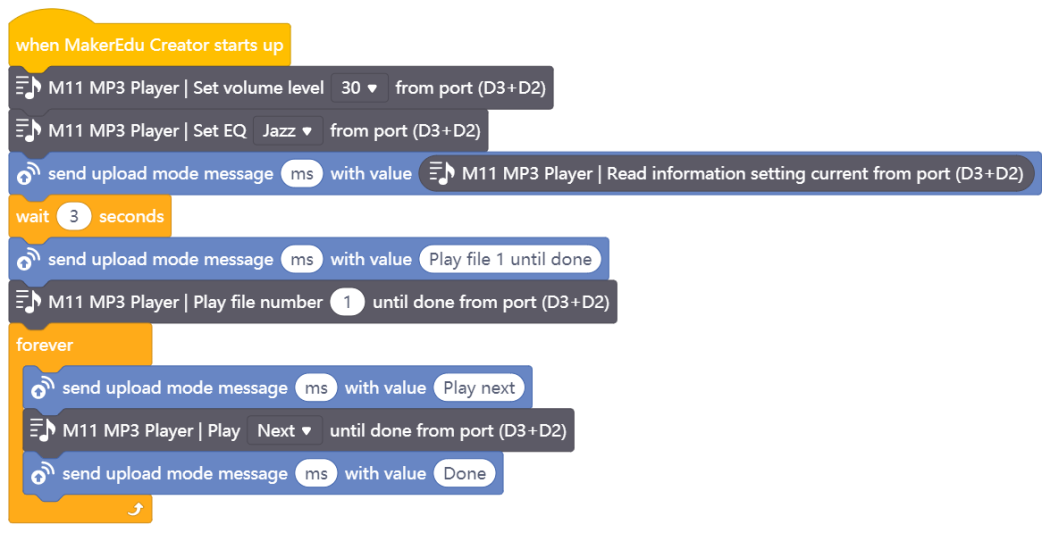 when MakerEdu Creator starts up
M11 MP3 Player | Set volume level 30 from port (D3+D2)
M11 MP3 Player | Set EQ Jazz from port (D3+D2)
send upload mode message ms with value M11 MP3 Player | Read information setting current from port (D3+D2)
wait 3 seconds
send upload mode message ms with value Play file 1 until done
M11 MP3 Player | Play file number 1 until done from port (D3+D2)
forever
send upload mode message ms with value Play next
M11 MP3 Player | Play Next until done from port (D3+D2)
send upload mode message ms with value Done